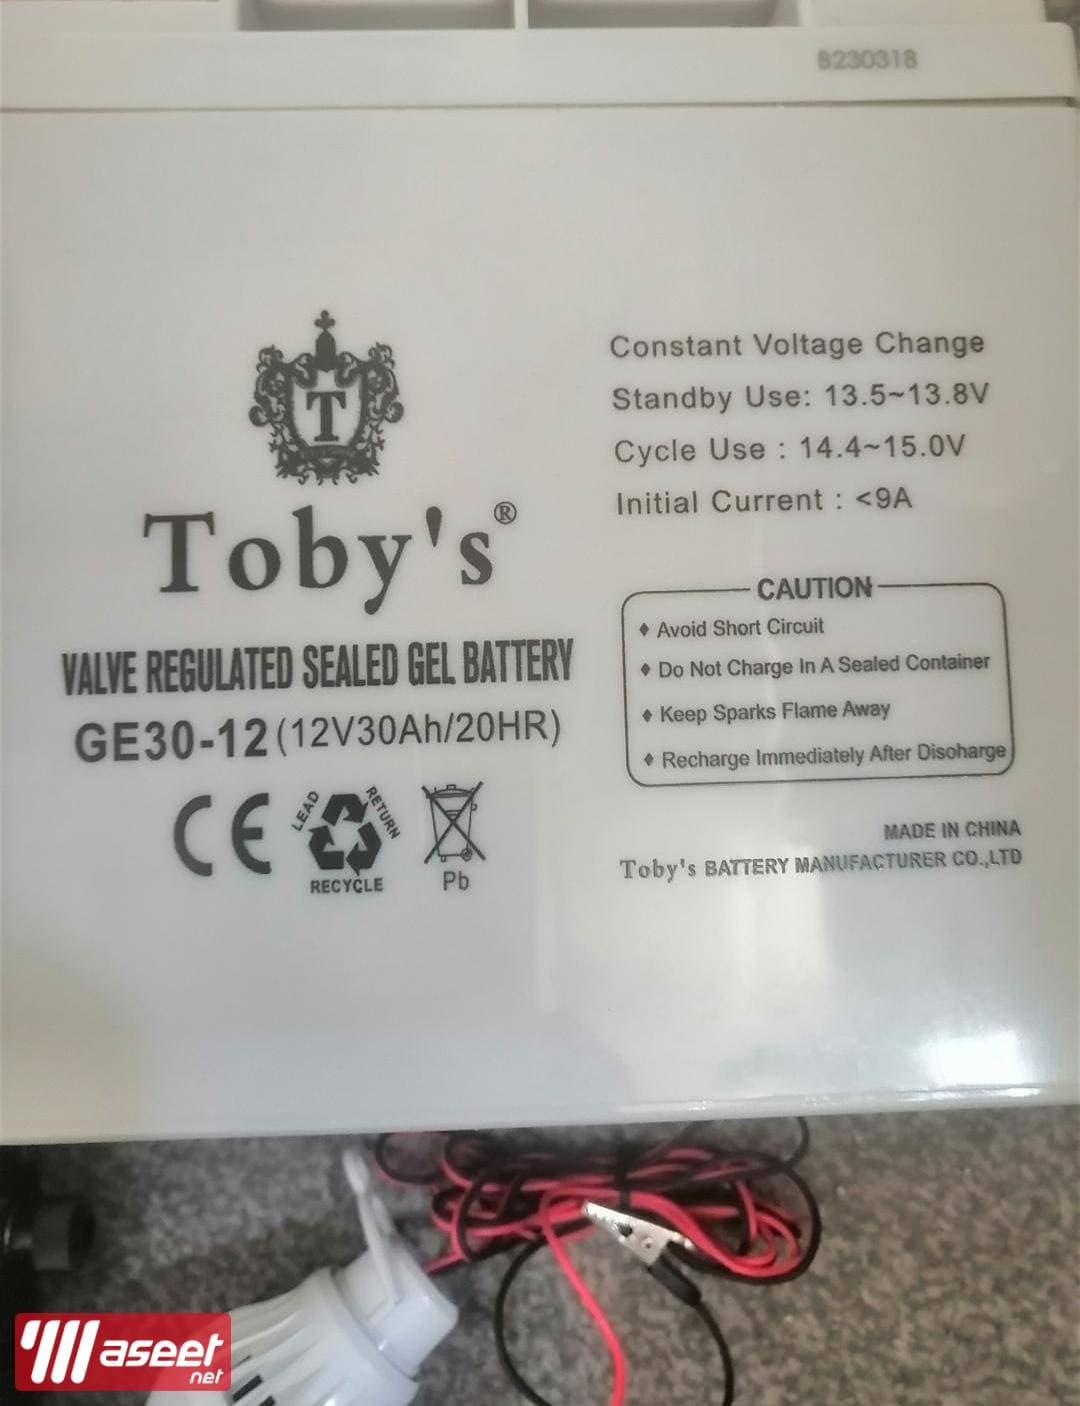 8230318
T
Toby's®
VALVE REGULATED SEALED GEL BATTERY
GE30-12 (12V30Ah/20HR)
CE
LEAD
RETURN
RECYCLE
Pb
Constant Voltage Change
Standby Use: 13.5~13.8V
Cycle Use : 14.4~15.0V
Initial Current : <9A
CAUTION
♦ Avoid Short Circuit
♦ Do Not Charge In A Sealed Container
♦ Keep Sparks Flame Away
♦ Recharge Immediately After Disoharge
MADE IN CHINA
Toby's BATTERY MANUFACTURER CO.,LTD
Waseet
net